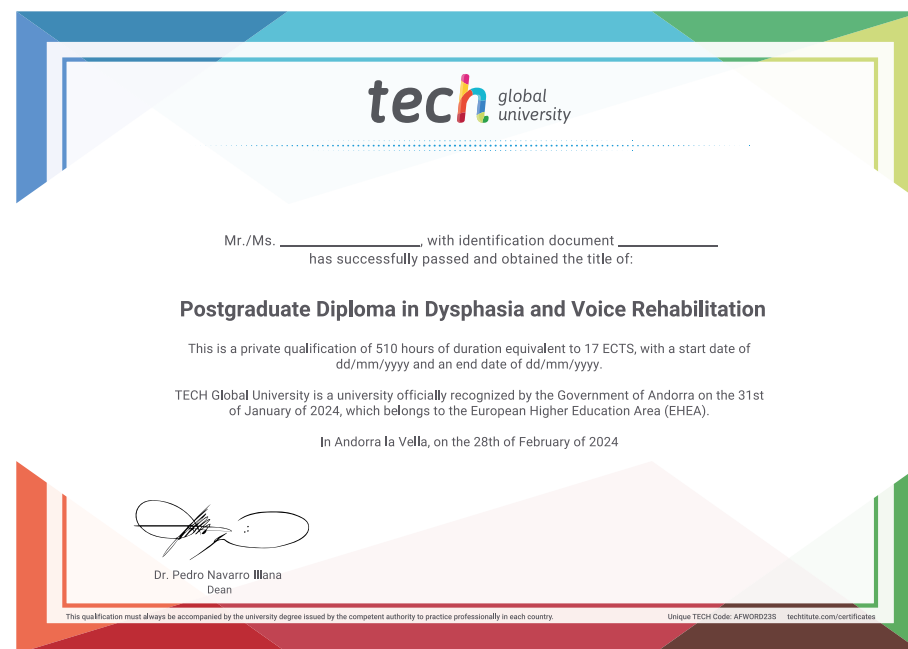 tech global university
Mr./Ms. ____________, with identification document ____________
has successfully passed and obtained the title of:
Postgraduate Diploma in Dysphasia and Voice Rehabilitation
This is a private qualification of 510 hours of duration equivalent to 17 ECTS, with a start date of
dd/mm/yyyy and an end date of dd/mm/yyyy.
TECH Global University is a university officially recognized by the Government of Andorra on the 31st
of January of 2024, which belongs to the European Higher Education Area (EHEA).
In Andorra la Vella, on the 28th of February of 2024
Dr. Pedro Navarro Illana
Dean
This qualification must always be accompanied by the university degree issued by the competent authority to practice professionally in each country. Unique TECH Code: AFWORD23S techtitute.com/certificates